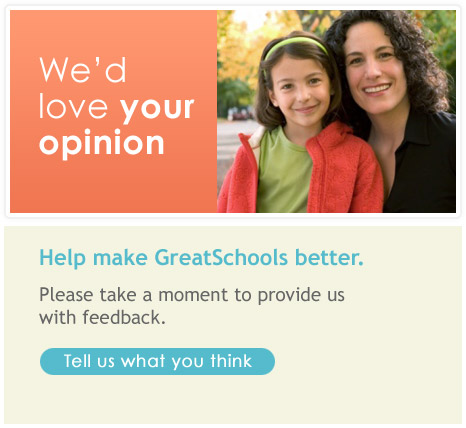 We'd
love your
opinion
Help make GreatSchools better.
Please take a moment to provide us
with feedback.
Tell us what you think